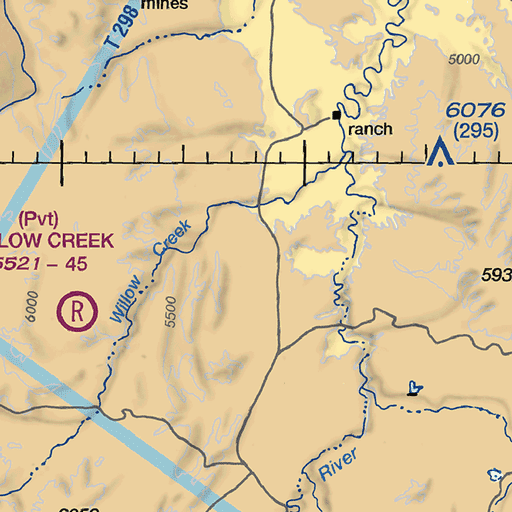 mines
T 298
5000
6076
(295)
ranch
(Pvt)
LOW CREEK
5521 – 45
R
Willow Creek
6000
5500
593
River